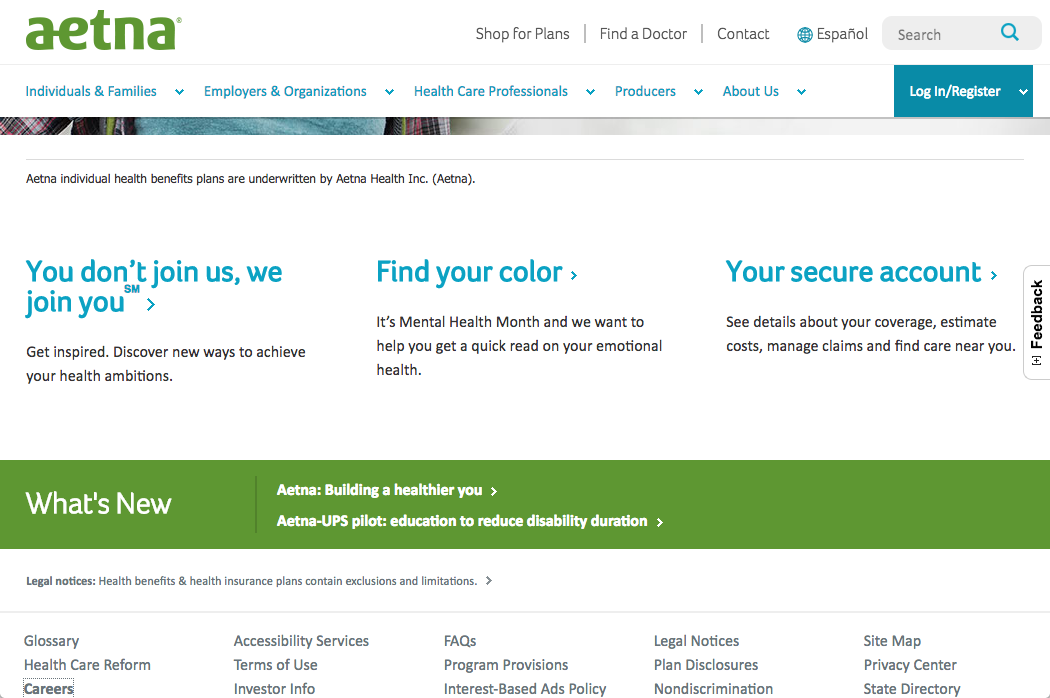 aetna®
Shop for Plans | Find a Doctor | Contact Español Search
Individuals & Families Employers & Organizations Health Care Professionals Producers About Us Log In/Register
Aetna individual health benefits plans are underwritten by Aetna Health Inc. (Aetna).
You don’t join us, we
join you℠ >
Get inspired. Discover new ways to achieve
your health ambitions.
Find your color >
It’s Mental Health Month and we want to
help you get a quick read on your emotional
health.
Your secure account >
See details about your coverage, estimate
costs, manage claims and find care near you.
[+] Feedback
What's New
Aetna: Building a healthier you >
Aetna-UPS pilot: education to reduce disability duration >
Legal notices: Health benefits & health insurance plans contain exclusions and limitations. >
Glossary Accessibility Services FAQs Legal Notices Site Map
Health Care Reform Terms of Use Program Provisions Plan Disclosures Privacy Center
Careers Investor Info Interest-Based Ads Policy Nondiscrimination State Directory